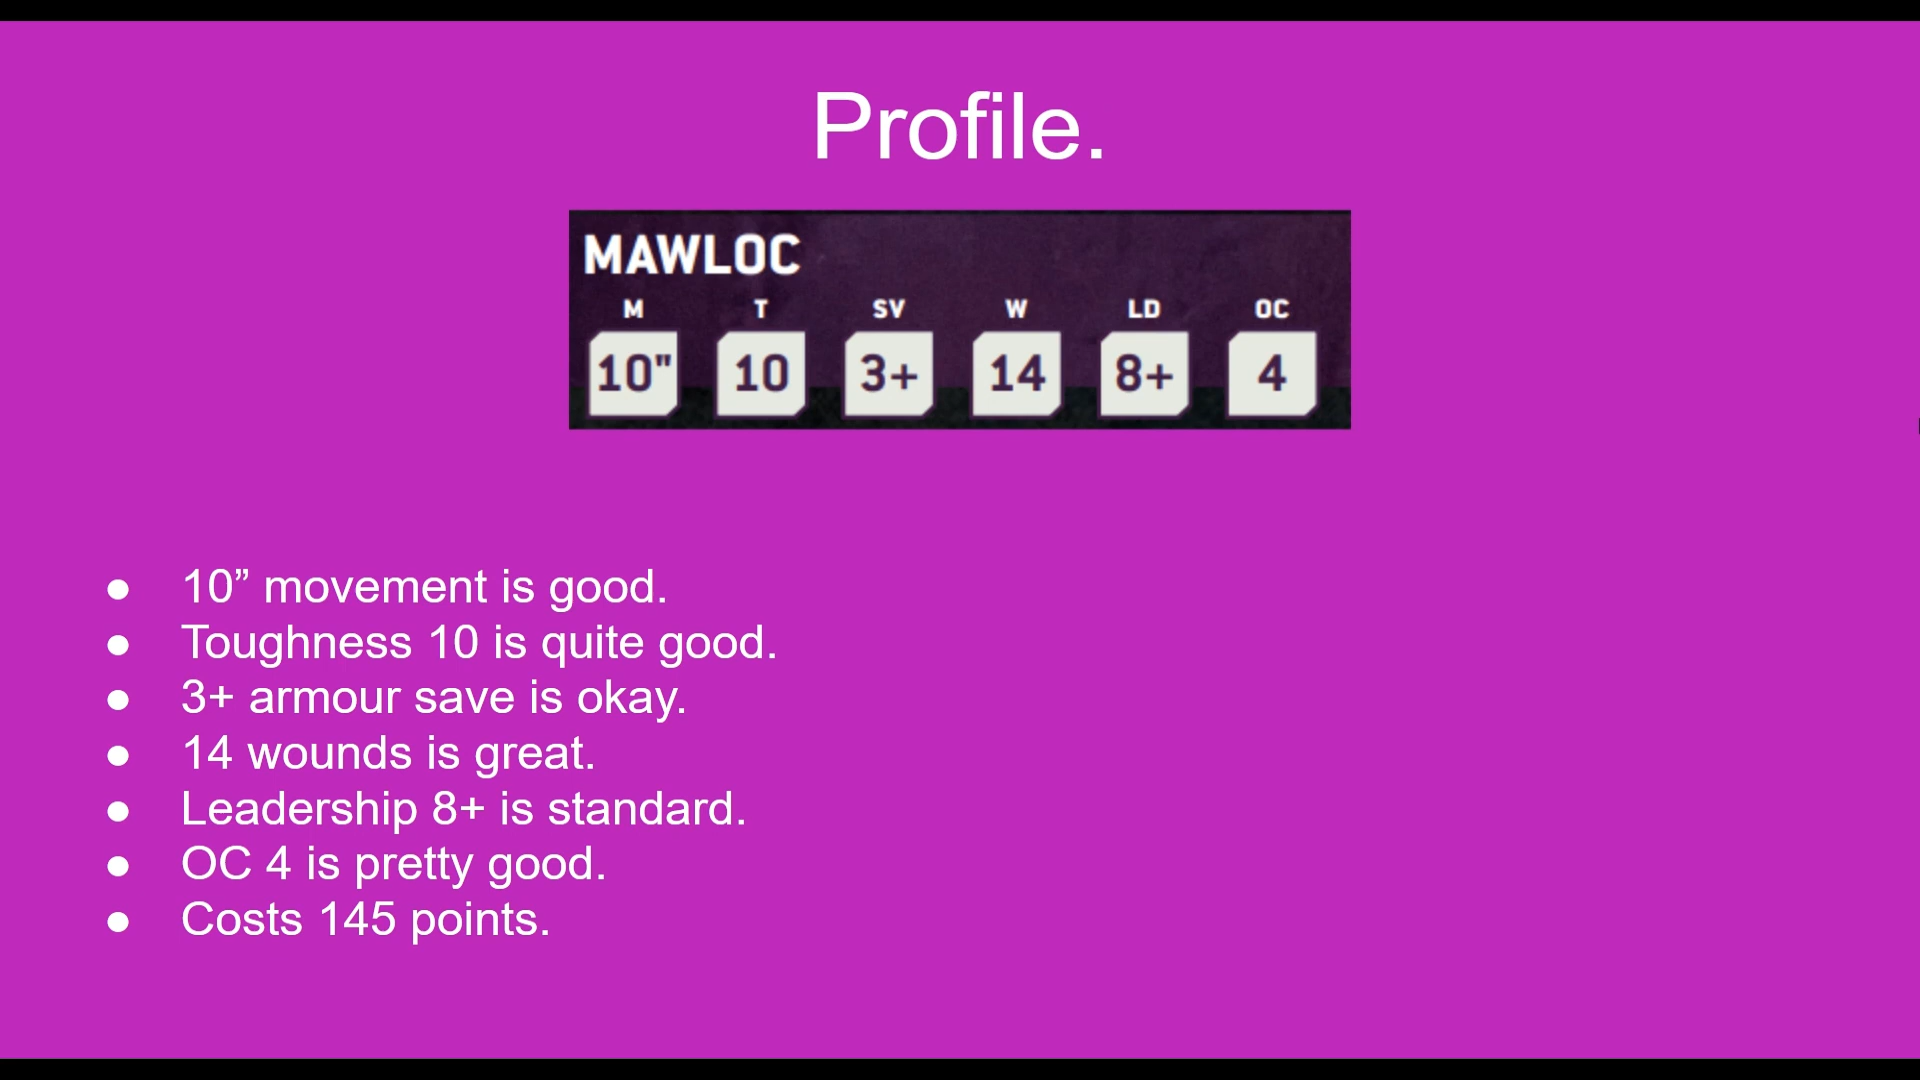 Profile.
MAWLOC
M T SV W LD OC
10" 10 3+ 14 8+ 4
● 10” movement is good.
● Toughness 10 is quite good.
● 3+ armour save is okay.
● 14 wounds is great.
● Leadership 8+ is standard.
● OC 4 is pretty good.
● Costs 145 points.